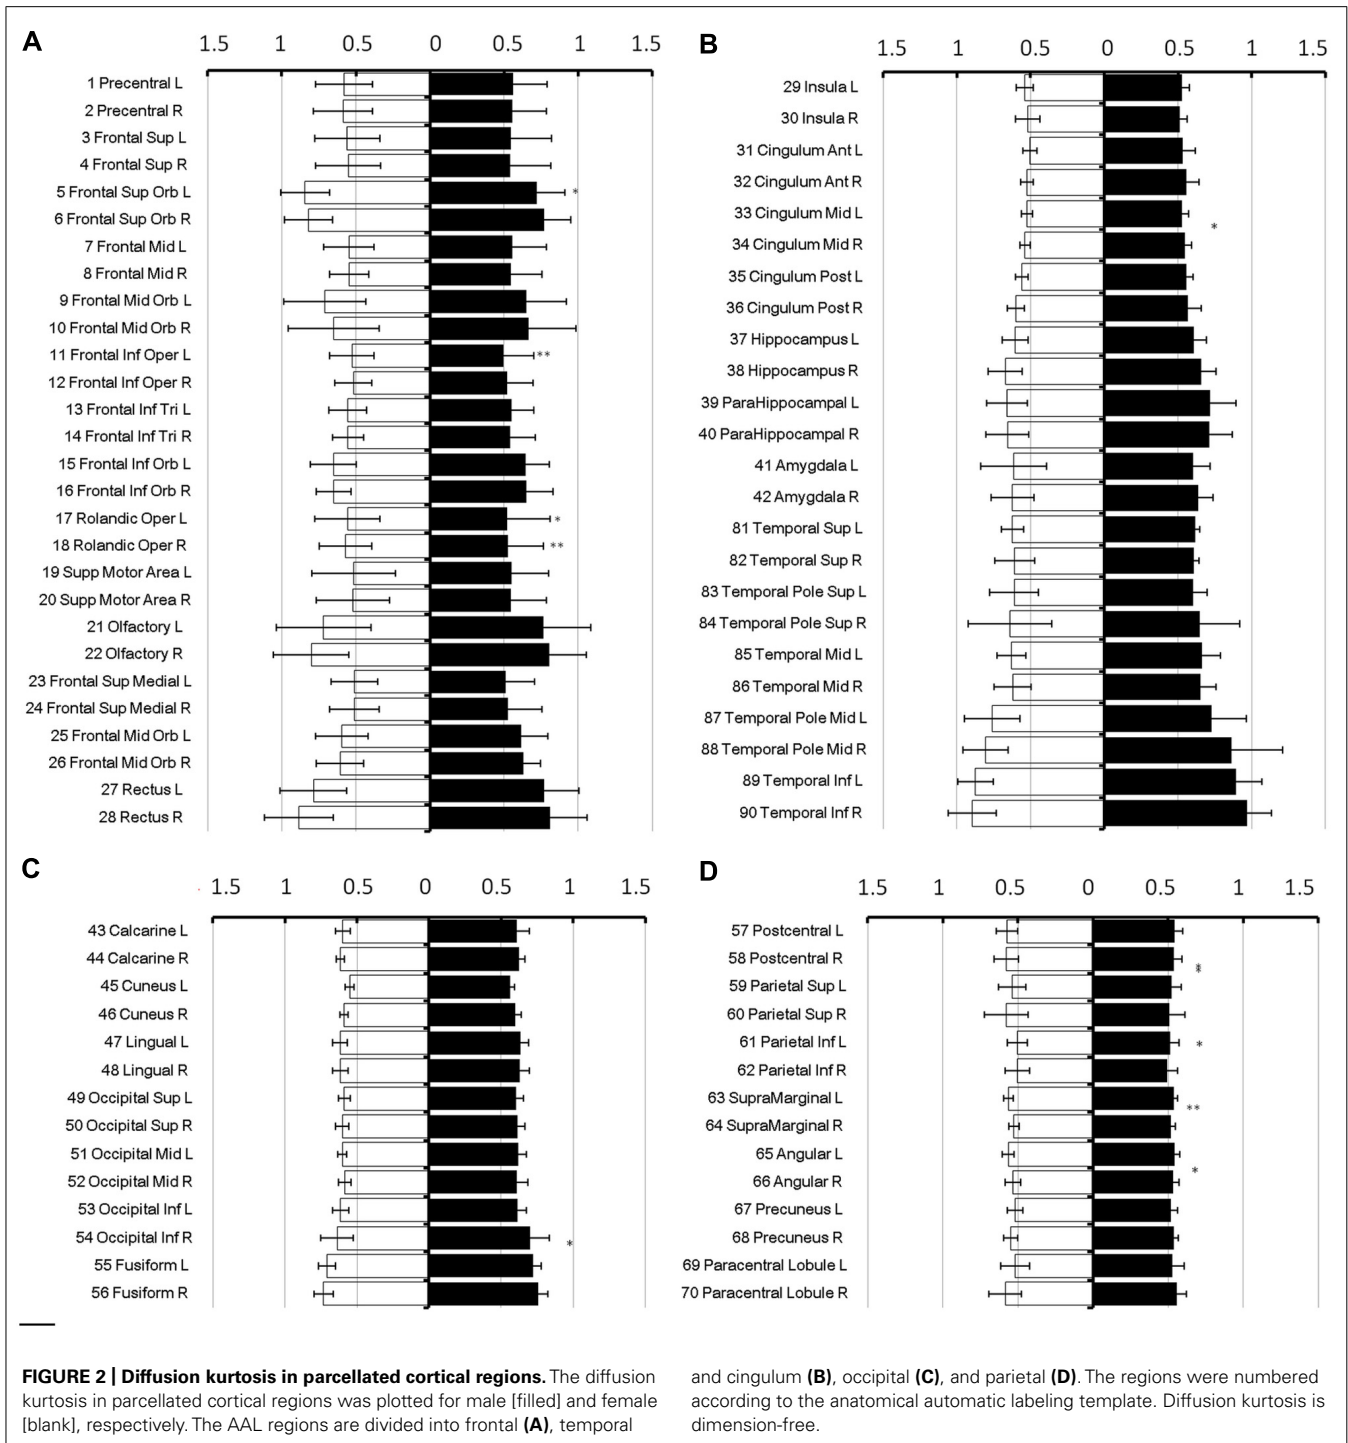 A
1.5 1 0.5 0 0.5 1 1.5
1 Precentral L
2 Precentral R
3 Frontal Sup L
4 Frontal Sup R
5 Frontal Sup Orb L *
6 Frontal Sup Orb R
7 Frontal Mid L
8 Frontal Mid R
9 Frontal Mid Orb L
10 Frontal Mid Orb R
11 Frontal Inf Oper L **
12 Frontal Inf Oper R
13 Frontal Inf Tri L
14 Frontal Inf Tri R
15 Frontal Inf Orb L
16 Frontal Inf Orb R
17 Rolandic Oper L *
18 Rolandic Oper R **
19 Supp Motor Area L
20 Supp Motor Area R
21 Olfactory L
22 Olfactory R
23 Frontal Sup Medial L
24 Frontal Sup Medial R
25 Frontal Mid Orb L
26 Frontal Mid Orb R
27 Rectus L
28 Rectus R
B
1.5 1 0.5 0 0.5 1 1.5
29 Insula L
30 Insula R
31 Cingulum Ant L
32 Cingulum Ant R
33 Cingulum Mid L
*
34 Cingulum Mid R
35 Cingulum Post L
36 Cingulum Post R
37 Hippocampus L
38 Hippocampus R
39 ParaHippocampal L
40 ParaHippocampal R
41 Amygdala L
42 Amygdala R
81 Temporal Sup L
82 Temporal Sup R
83 Temporal Pole Sup L
84 Temporal Pole Sup R
85 Temporal Mid L
86 Temporal Mid R
87 Temporal Pole Mid L
88 Temporal Pole Mid R
89 Temporal Inf L
90 Temporal Inf R
C
1.5 1 0.5 0 0.5 1 1.5
43 Calcarine L
44 Calcarine R
45 Cuneus L
46 Cuneus R
47 Lingual L
48 Lingual R
49 Occipital Sup L
50 Occipital Sup R
51 Occipital Mid L
52 Occipital Mid R
53 Occipital Inf L
54 Occipital Inf R *
55 Fusiform L
56 Fusiform R
D
1.5 1 0.5 0 0.5 1 1.5
57 Postcentral L
58 Postcentral R
*
*
59 Parietal Sup L
60 Parietal Sup R
61 Parietal Inf L *
62 Parietal Inf R
63 SupraMarginal L
**
64 SupraMarginal R
65 Angular L
*
66 Angular R
67 Precuneus L
68 Precuneus R
69 Paracentral Lobule L
70 Paracentral Lobule R
FIGURE 2 | Diffusion kurtosis in parcellated cortical regions. The diffusion
kurtosis in parcellated cortical regions was plotted for male [filled] and female
[blank], respectively. The AAL regions are divided into frontal (A), temporal
and cingulum (B), occipital (C), and parietal (D). The regions were numbered
according to the anatomical automatic labeling template. Diffusion kurtosis is
dimension-free.